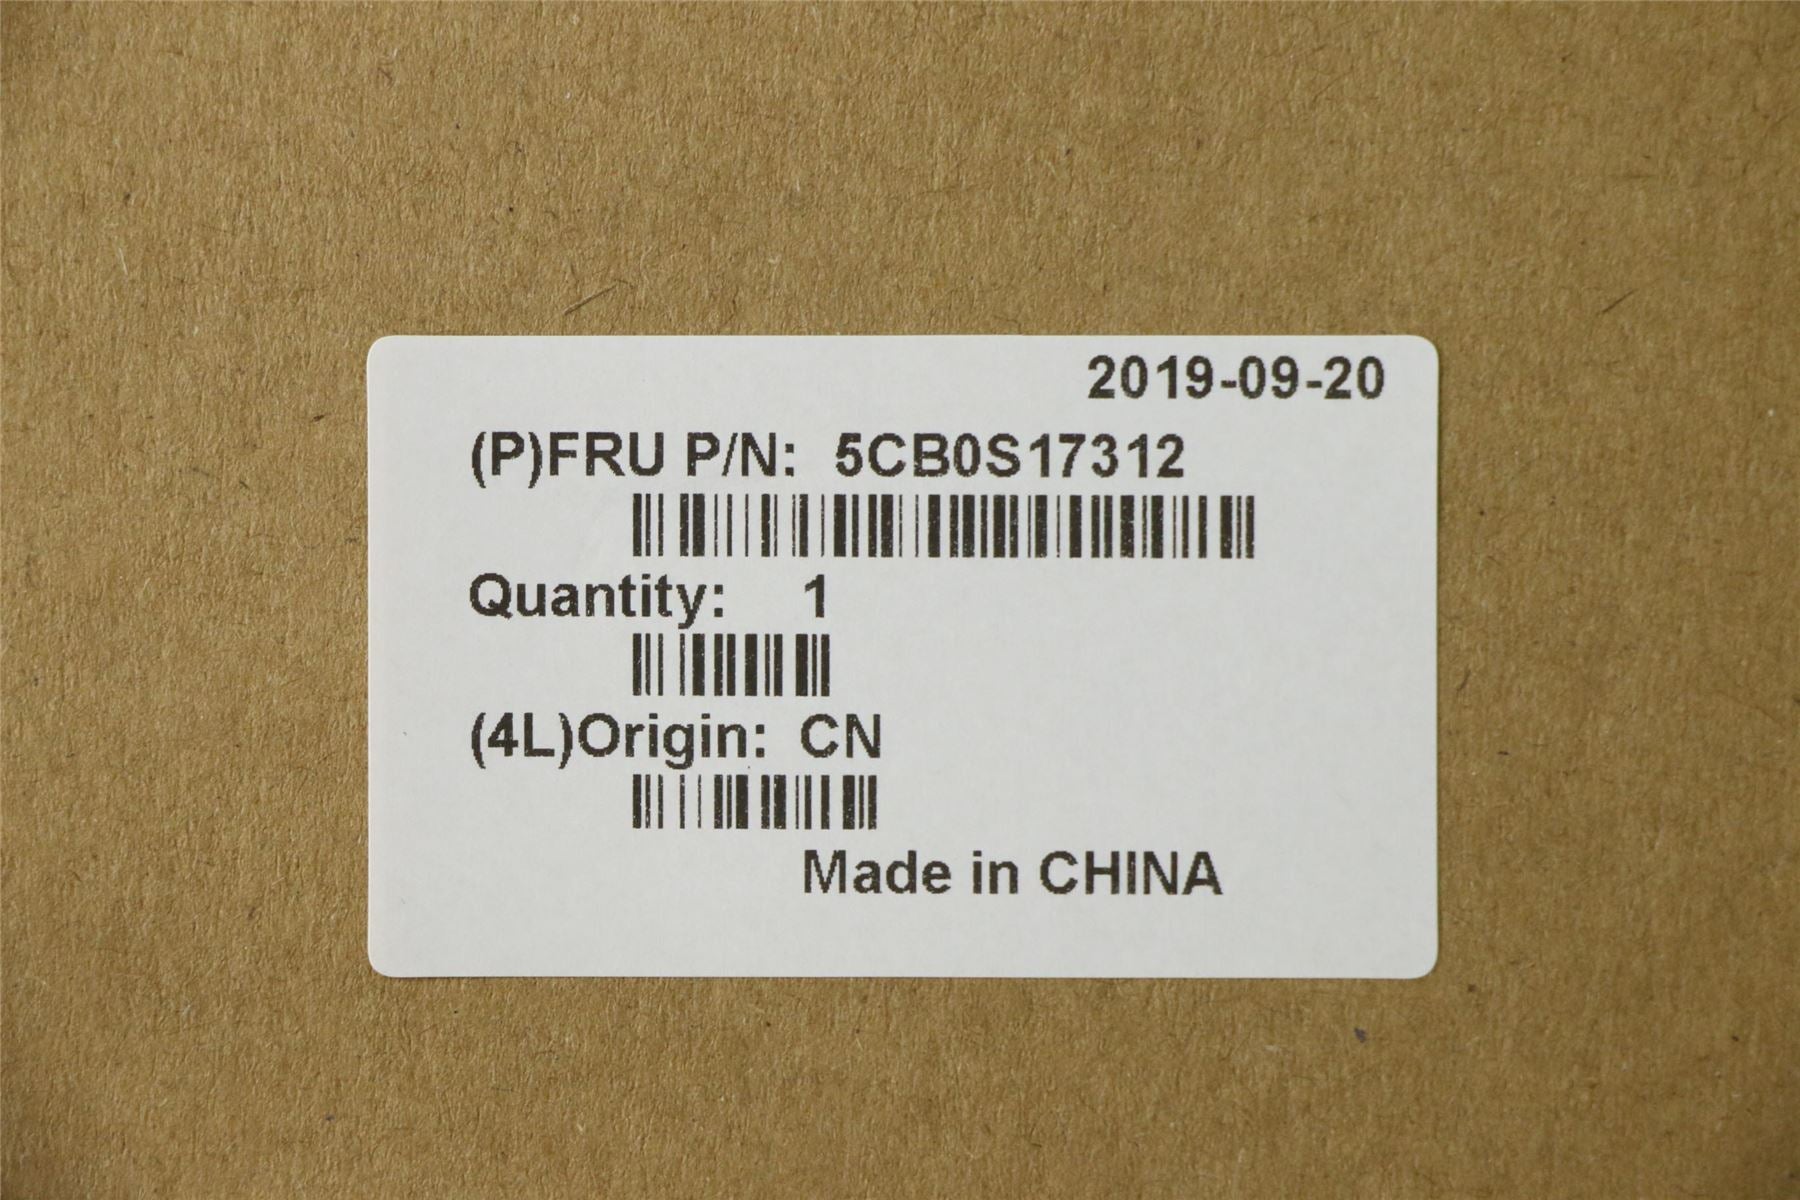 2019-09-20
(P)FRU P/N: 5CB0S17312
Quantity: 1
(4L)Origin: CN
Made in CHINA